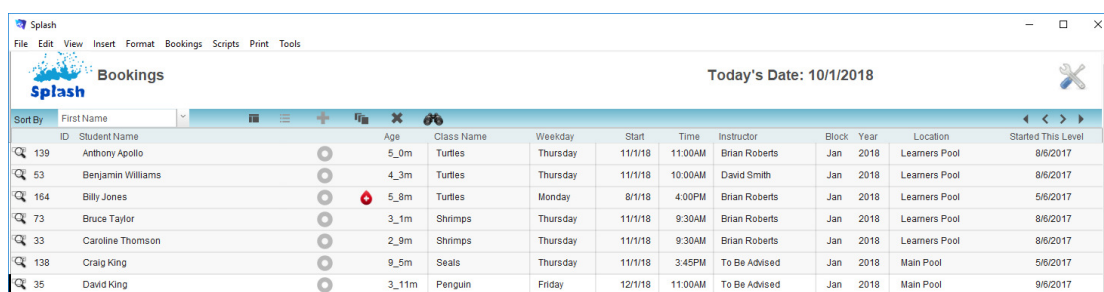 Splash
File Edit View Insert Format Bookings Scripts Print Tools
Splash Bookings Today's Date: 10/1/2018
Sort By First Name
ID Student Name Age Class Name Weekday Start Time Instructor Block Year Location Started This Level
139 Anthony Apollo 5_0m Turtles Thursday 11/1/18 11:00AM Brian Roberts Jan 2018 Learners Pool 8/6/2017
53 Benjamin Williams 4_3m Turtles Thursday 11/1/18 10:00AM David Smith Jan 2018 Learners Pool 8/6/2017
164 Billy Jones 5_8m Turtles Monday 8/1/18 4:00PM Brian Roberts Jan 2018 Learners Pool 5/6/2017
73 Bruce Taylor 3_1m Shrimps Thursday 11/1/18 9:30AM Brian Roberts Jan 2018 Learners Pool 8/6/2017
33 Caroline Thomson 2_9m Shrimps Thursday 11/1/18 9:30AM Brian Roberts Jan 2018 Learners Pool 8/6/2017
138 Craig King 9_5m Seals Thursday 11/1/18 3:45PM To Be Advised Jan 2018 Main Pool 5/6/2017
35 David King 3_11m Penguin Friday 12/1/18 11:00AM To Be Advised Jan 2018 Main Pool 9/6/2017